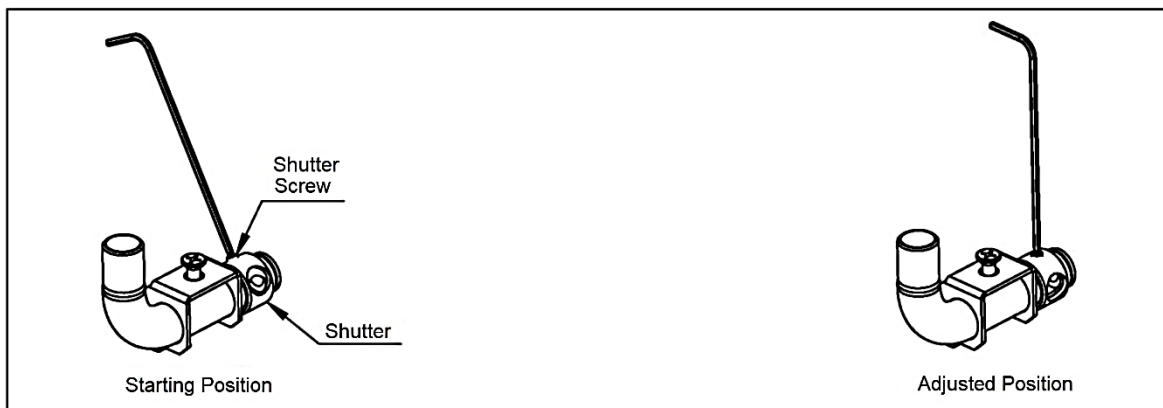 Shutter
Screw
Shutter
Starting Position
Adjusted Position